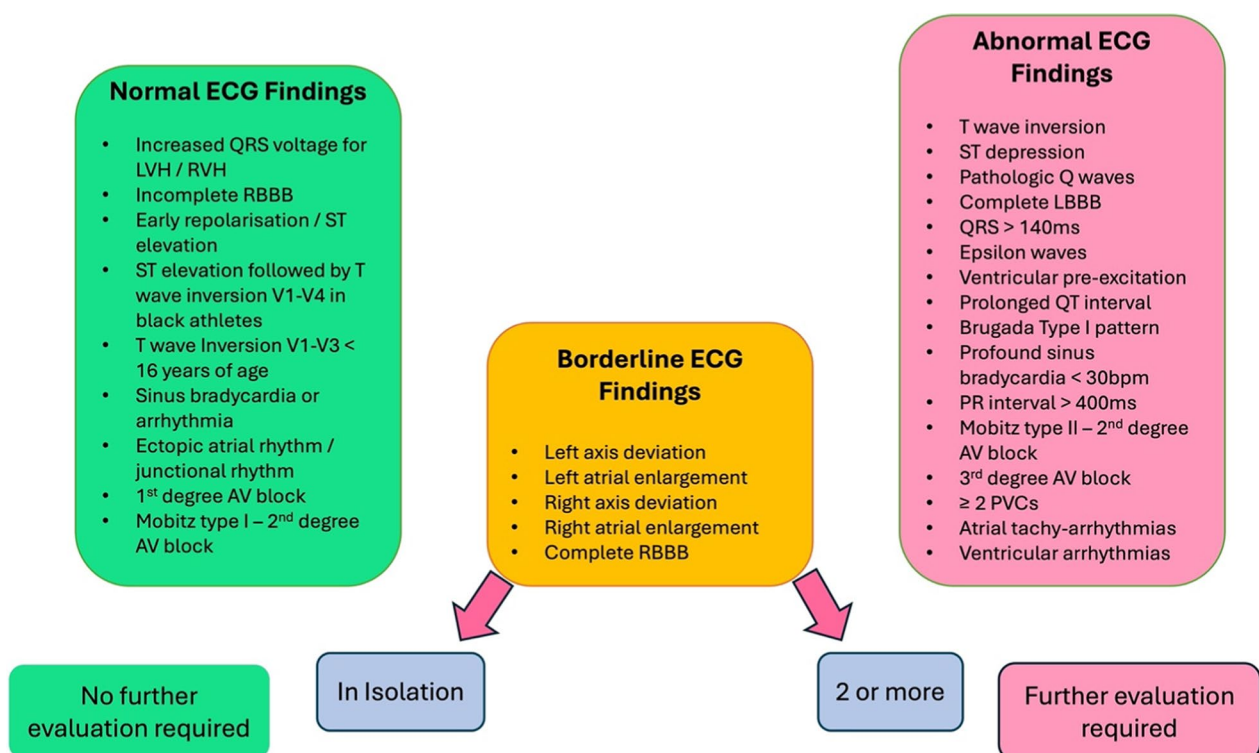 Normal ECG Findings
• Increased QRS voltage for
LVH / RVH
• Incomplete RBBB
• Early repolarisation / ST
elevation
• ST elevation followed by T
wave inversion V1-V4 in
black athletes
• T wave Inversion V1-V3 <
16 years of age
• Sinus bradycardia or
arrhythmia
• Ectopic atrial rhythm /
junctional rhythm
• 1st degree AV block
• Mobitz type I – 2nd degree
AV block
Borderline ECG
Findings
• Left axis deviation
• Left atrial enlargement
• Right axis deviation
• Right atrial enlargement
• Complete RBBB
Abnormal ECG
Findings
• T wave inversion
• ST depression
• Pathologic Q waves
• Complete LBBB
• QRS > 140ms
• Epsilon waves
• Ventricular pre-excitation
• Prolonged QT interval
• Brugada Type I pattern
• Profound sinus
bradycardia < 30bpm
• PR interval > 400ms
• Mobitz type II – 2nd degree
AV block
• 3rd degree AV block
• ≥ 2 PVCs
• Atrial tachy-arrhythmias
• Ventricular arrhythmias
No further
evaluation required
In Isolation
2 or more
Further evaluation
required